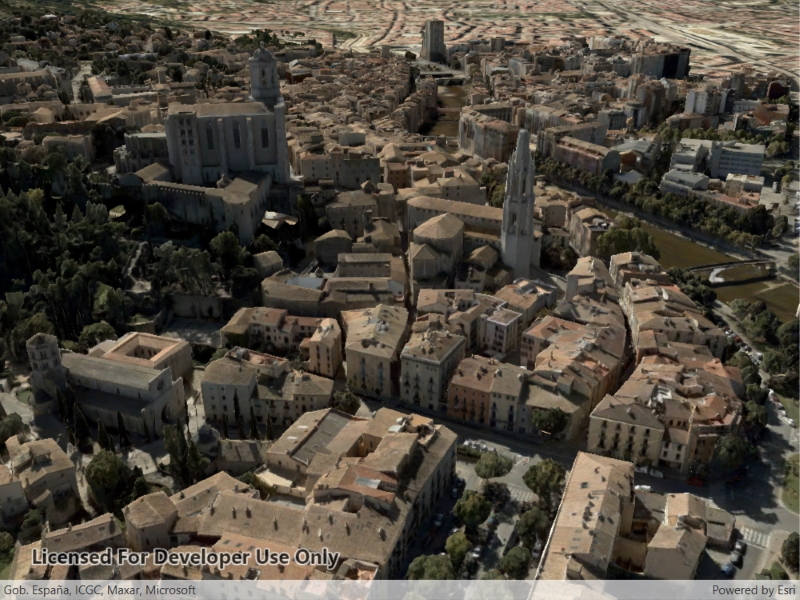 Licensed For Developer Use Only
Gob. España, ICGC, Maxar, Microsoft
Powered by Esri